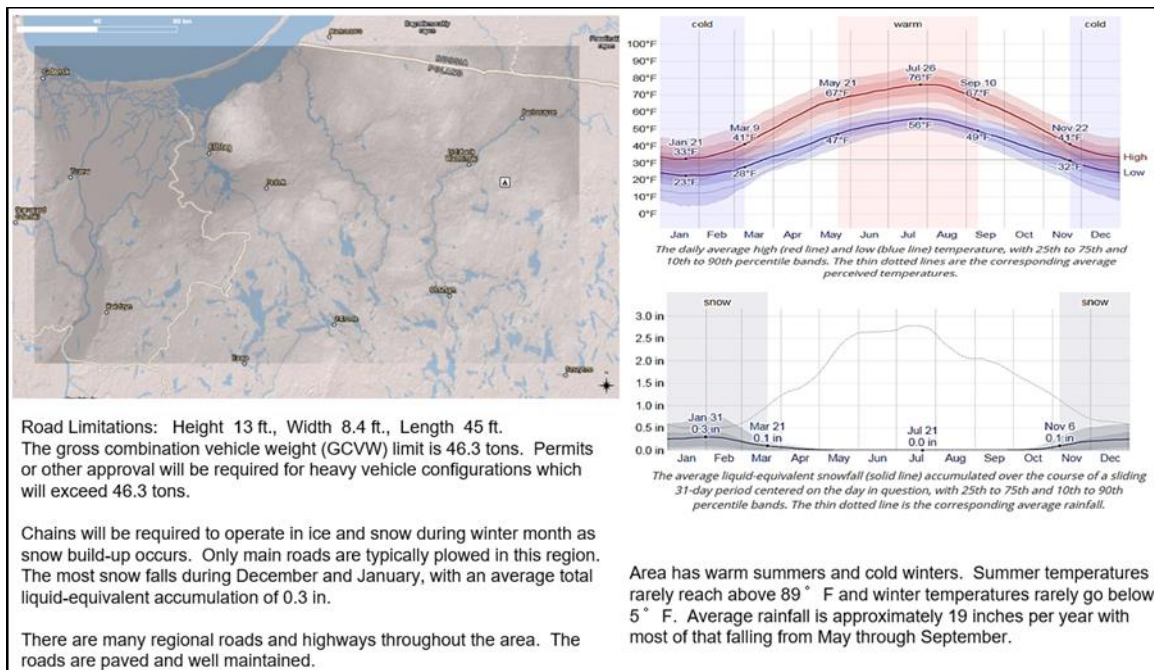 80 km
RUSSIA
POLAND
Elbląg
Olsztyn
Road Limitations: Height 13 ft., Width 8.4 ft., Length 45 ft.
The gross combination vehicle weight (GCVW) limit is 46.3 tons. Permits
or other approval will be required for heavy vehicle configurations which
will exceed 46.3 tons.
Chains will be required to operate in ice and snow during winter month as
snow build-up occurs. Only main roads are typically plowed in this region.
The most snow falls during December and January, with an average total
liquid-equivalent accumulation of 0.3 in.
There are many regional roads and highways throughout the area. The
roads are paved and well maintained.
cold warm cold
100°F
90°F
80°F
70°F
60°F
50°F
40°F
30°F
20°F
10°F
0°F
Jan 21
33°F
23°F
Mar 9
41°F
28°F
May 21
67°F
47°F
Jul 26
76°F
56°F
Sep 10
67°F
49°F
Nov 22
41°F
32°F
High
Low
Jan Feb Mar Apr May Jun Jul Aug Sep Oct Nov Dec
The daily average high (red line) and low (blue line) temperature, with 25th to 75th and
10th to 90th percentile bands. The thin dotted lines are the corresponding average
perceived temperatures.
snow snow
3.0 in
2.5 in
2.0 in
1.5 in
1.0 in
0.5 in
0.0 in
Jan 31
0.3 in
Mar 21
0.1 in
Jul 21
0.0 in
Nov 6
0.1 in
Jan Feb Mar Apr May Jun Jul Aug Sep Oct Nov Dec
The average liquid-equivalent snowfall (solid line) accumulated over the course of a sliding
31-day period centered on the day in question, with 25th to 75th and 10th to 90th
percentile bands. The thin dotted line is the corresponding average rainfall.
Area has warm summers and cold winters. Summer temperatures
rarely reach above 89° F and winter temperatures rarely go below
5° F. Average rainfall is approximately 19 inches per year with
most of that falling from May through September.